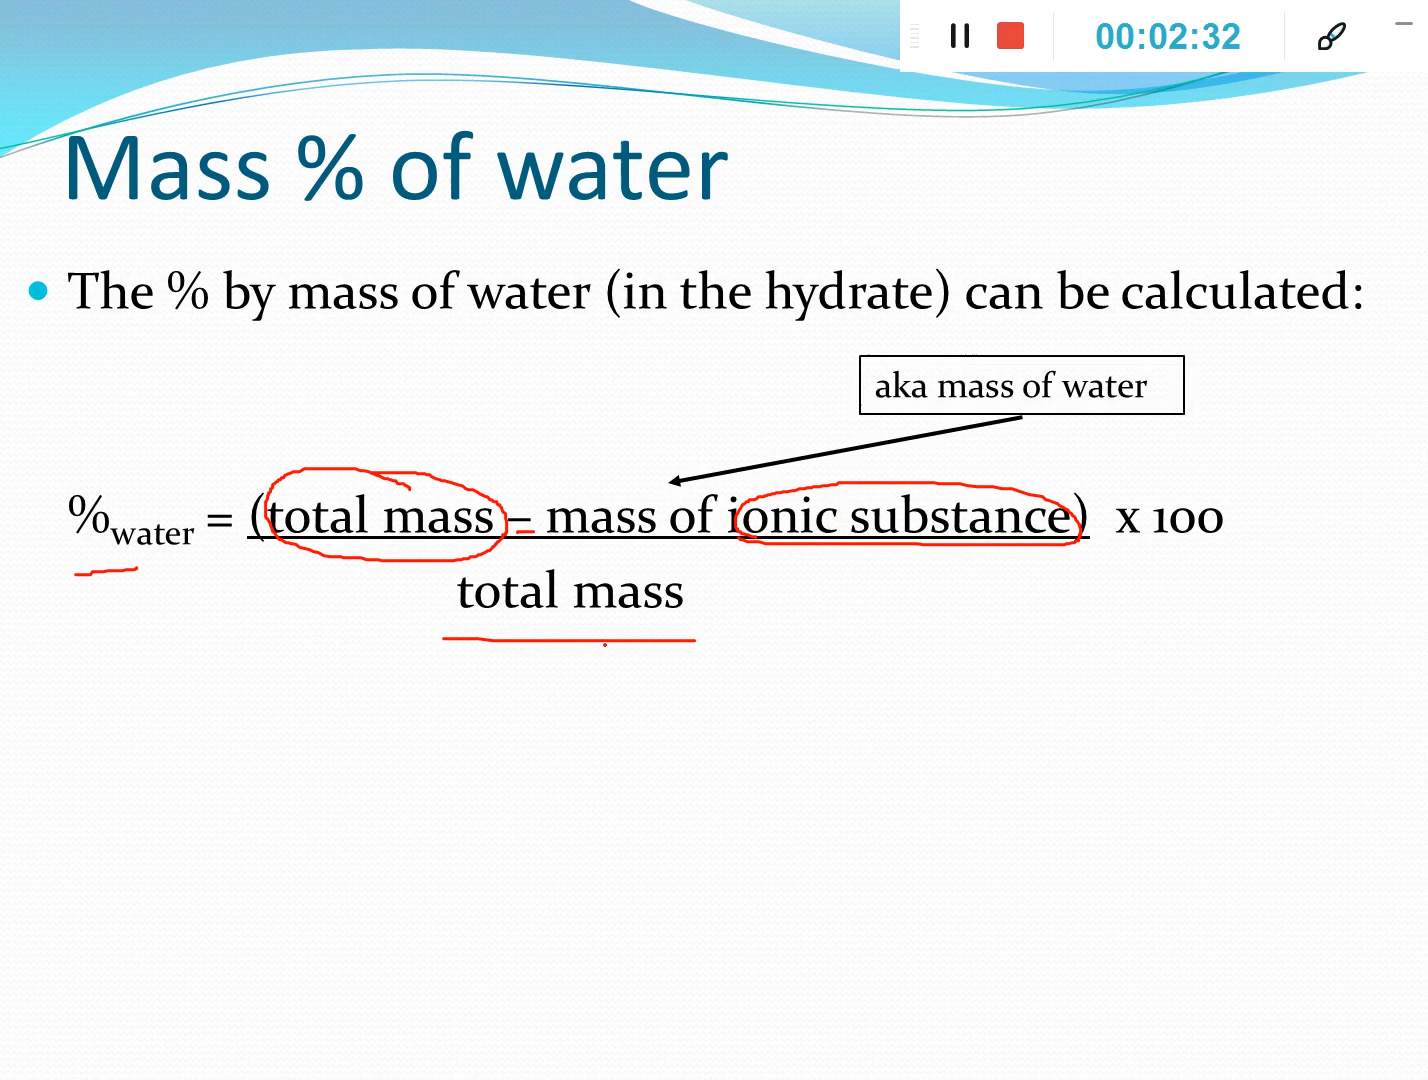 00:02:32
Mass % of water
• The % by mass of water (in the hydrate) can be calculated:
aka mass of water
%water = (total mass – mass of ionic substance) x 100
total mass